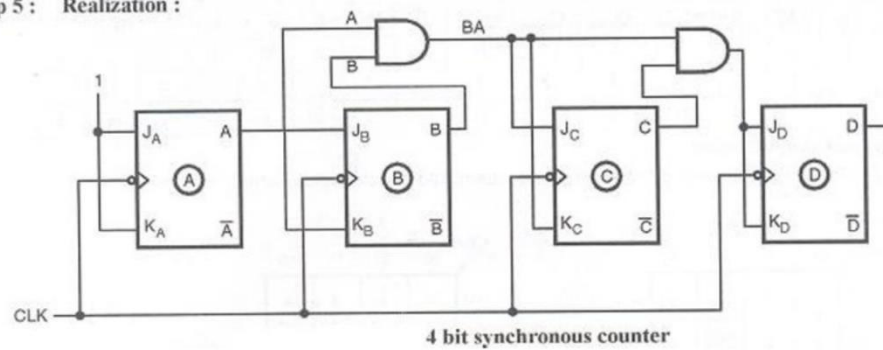 p 5 : Realization :
A
BA
B
1
J_A A
J_B B
J_C C
J_D D
A
B
C
D
K_A A̅
K_B B̅
K_C C̅
K_D D̅
CLK
4 bit synchronous counter